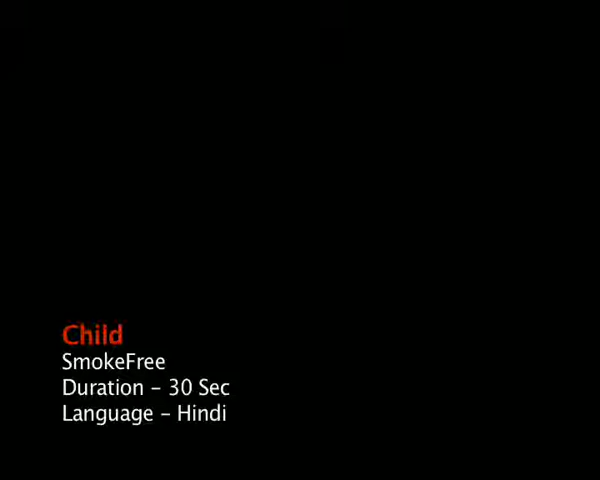 Child
SmokeFree
Duration – 30 Sec
Language – Hindi